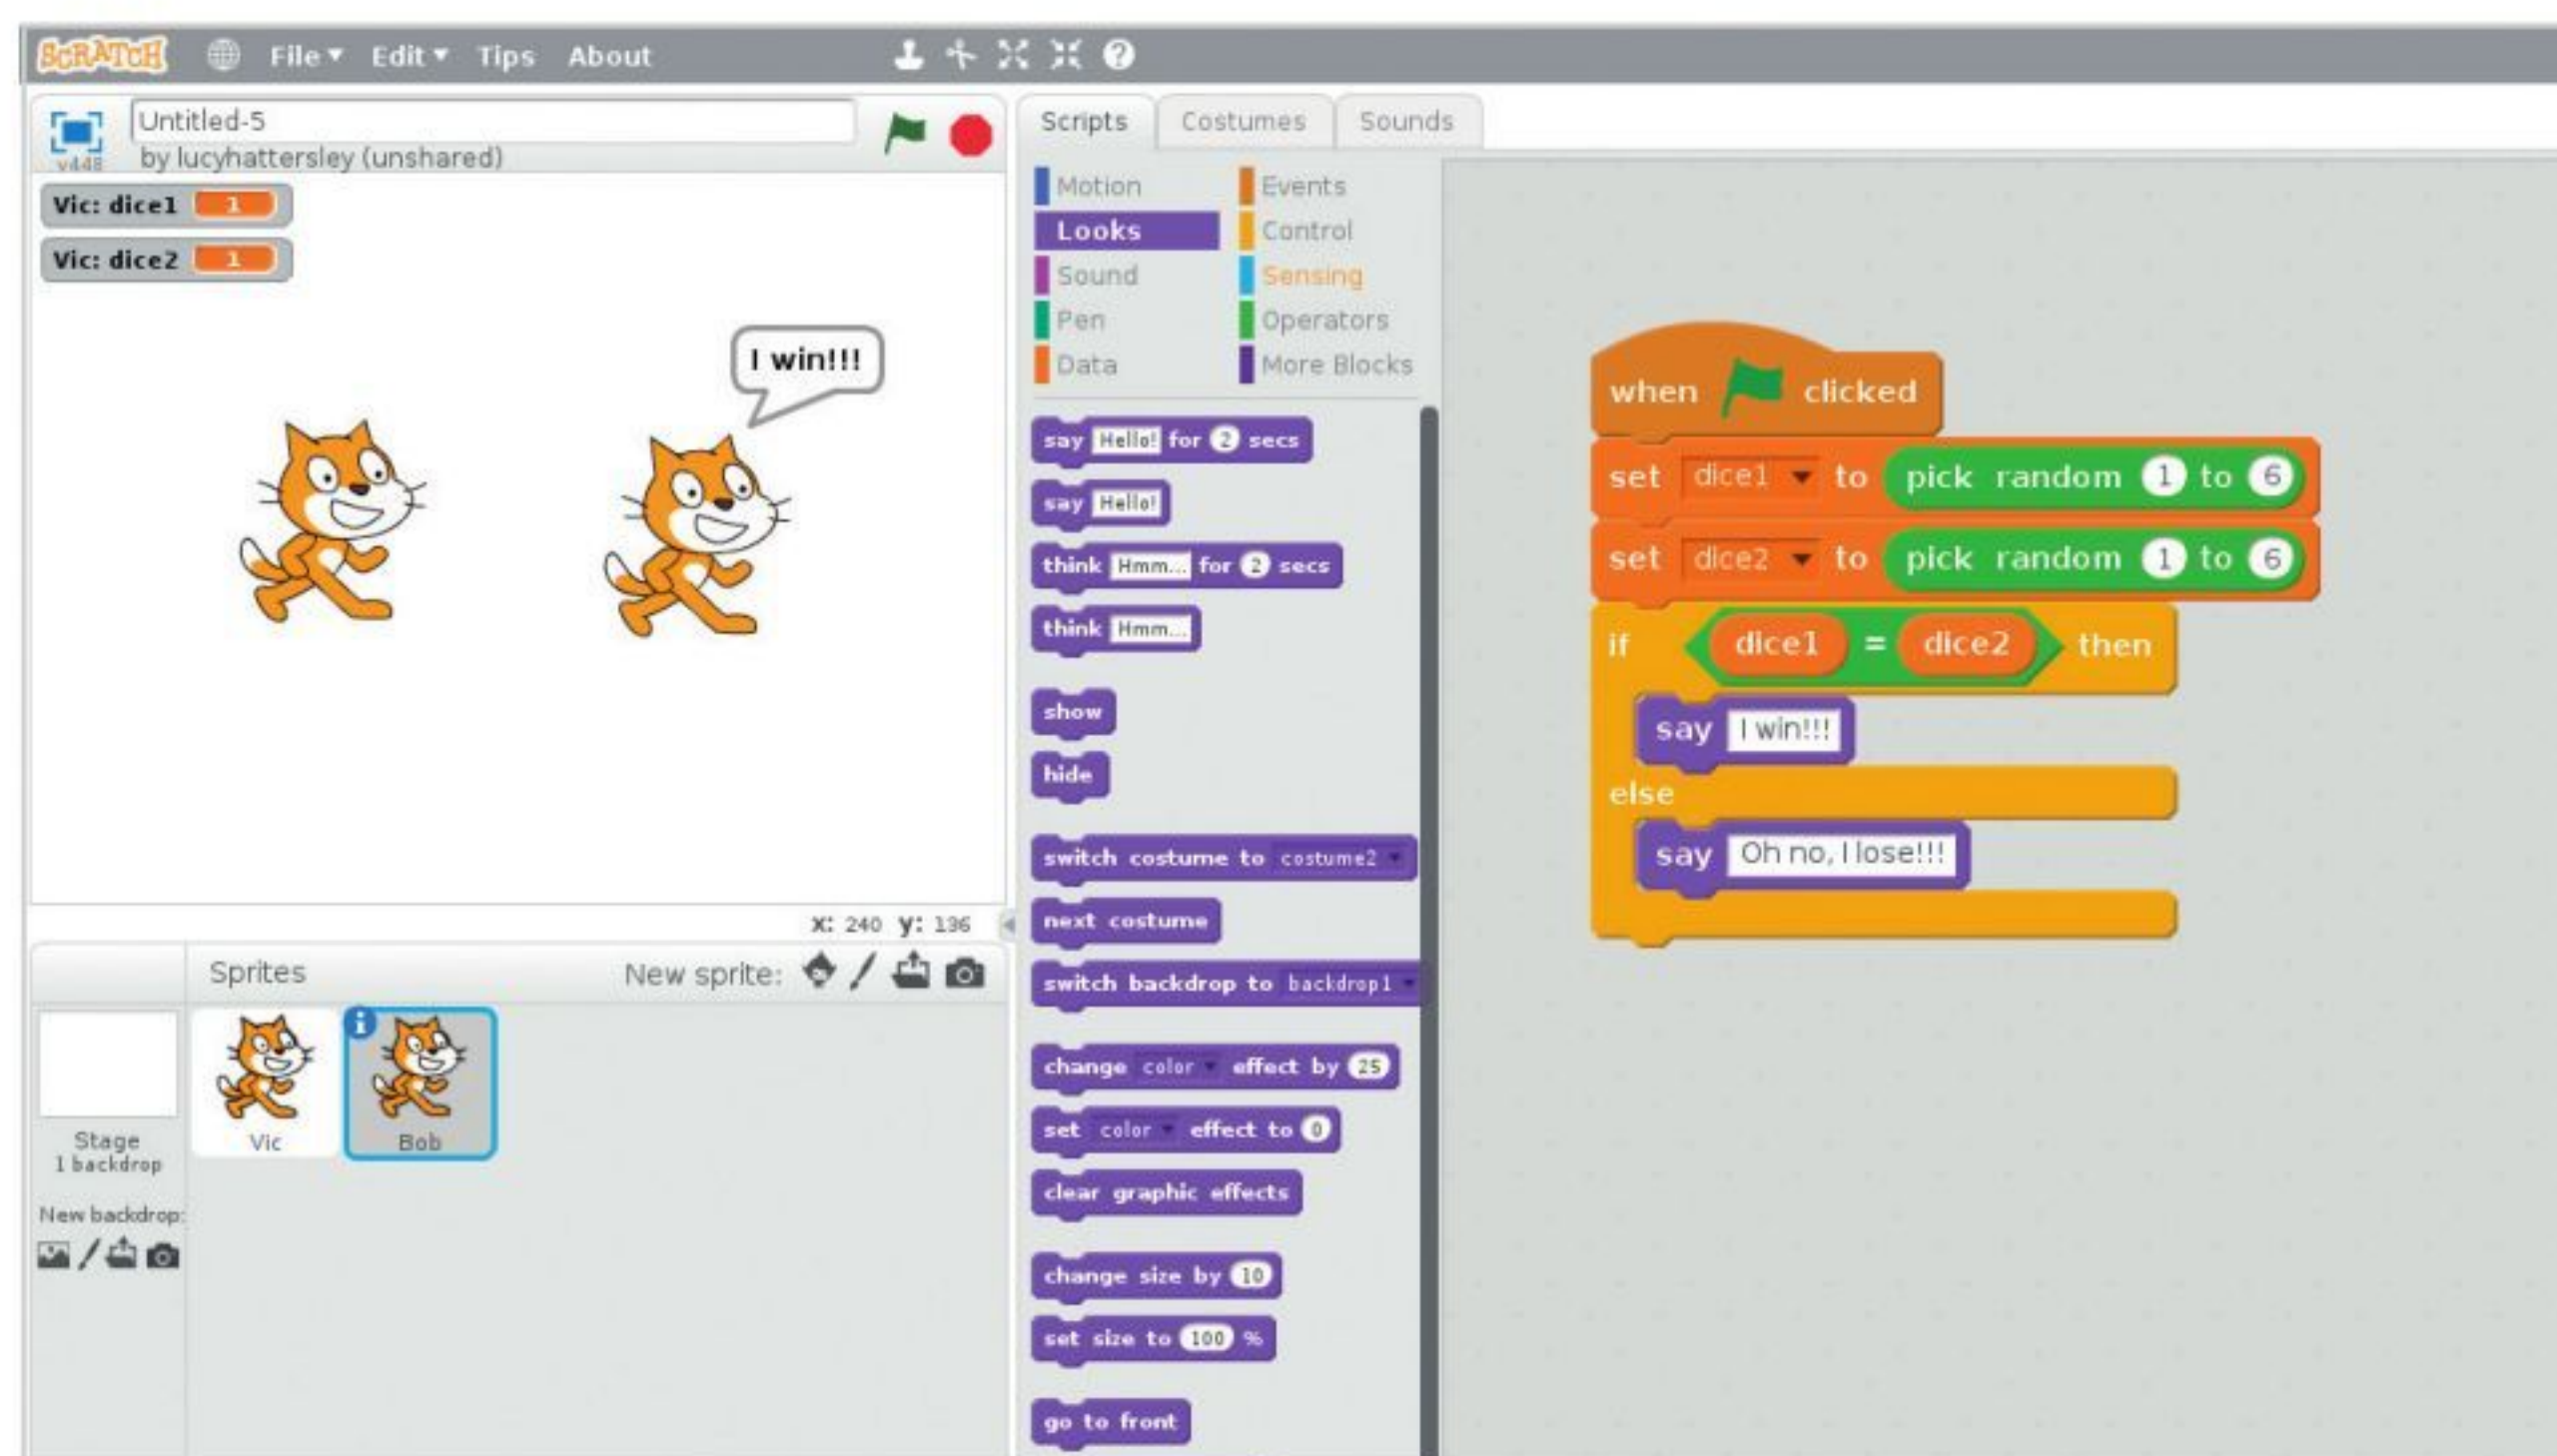 SCRATCH File Edit Tips About
Untitled-5
v448 by lucyhattersley (unshared)
Vic: dice1 1
Vic: dice2 1
I win!!!
x: 240 y: 136
Sprites New sprite:
Vic Bob
Stage
1 backdrop
New backdrop:
Scripts Costumes Sounds
Motion Events
Looks Control
Sound Sensing
Pen Operators
Data More Blocks
say Hello! for 2 secs
say Hello!
think Hmm... for 2 secs
think Hmm...
show
hide
switch costume to costume2
next costume
switch backdrop to backdrop1
change color effect by 25
set color effect to 0
clear graphic effects
change size by 10
set size to 100 %
go to front
when clicked
set dice1 to pick random 1 to 6
set dice2 to pick random 1 to 6
if dice1 = dice2 then
say I win!!!
else
say Oh no, I lose!!!